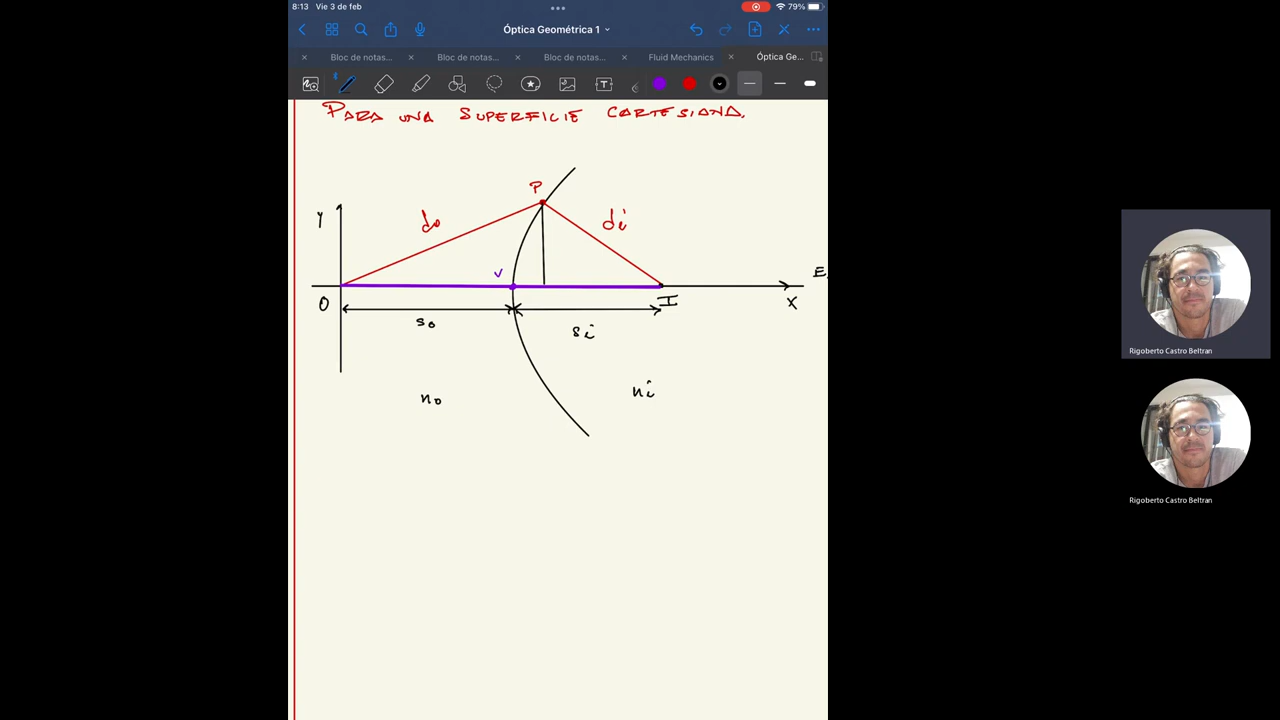 8:13 Vie 3 de feb
79%
Óptica Geométrica 1
Bloc de notas...
Bloc de notas...
Bloc de notas...
Fluid Mechanics
Óptica Ge...
PARA UNA SUPERFICIE CARTESIANA.
P
Y
do
di
V
E
O
I
X
so
si
no
ni
Rigoberto Castro Beltran
Rigoberto Castro Beltran